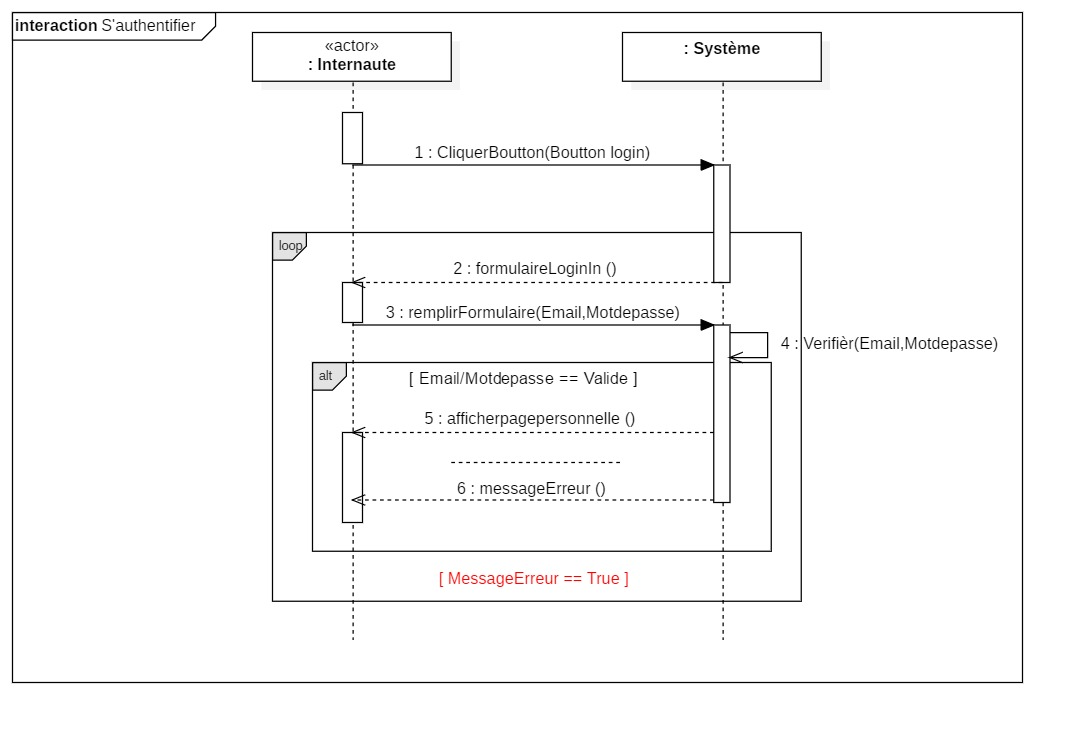 interaction S'authentifier
«actor»
: Internaute
: Système
1 : CliquerBoutton(Boutton login)
loop
2 : formulaireLoginIn ()
3 : remplirFormulaire(Email,Motdepasse)
4 : Verifièr(Email,Motdepasse)
alt
[ Email/Motdepasse == Valide ]
5 : afficherpagepersonnelle ()
6 : messageErreur ()
[ MessageErreur == True ]